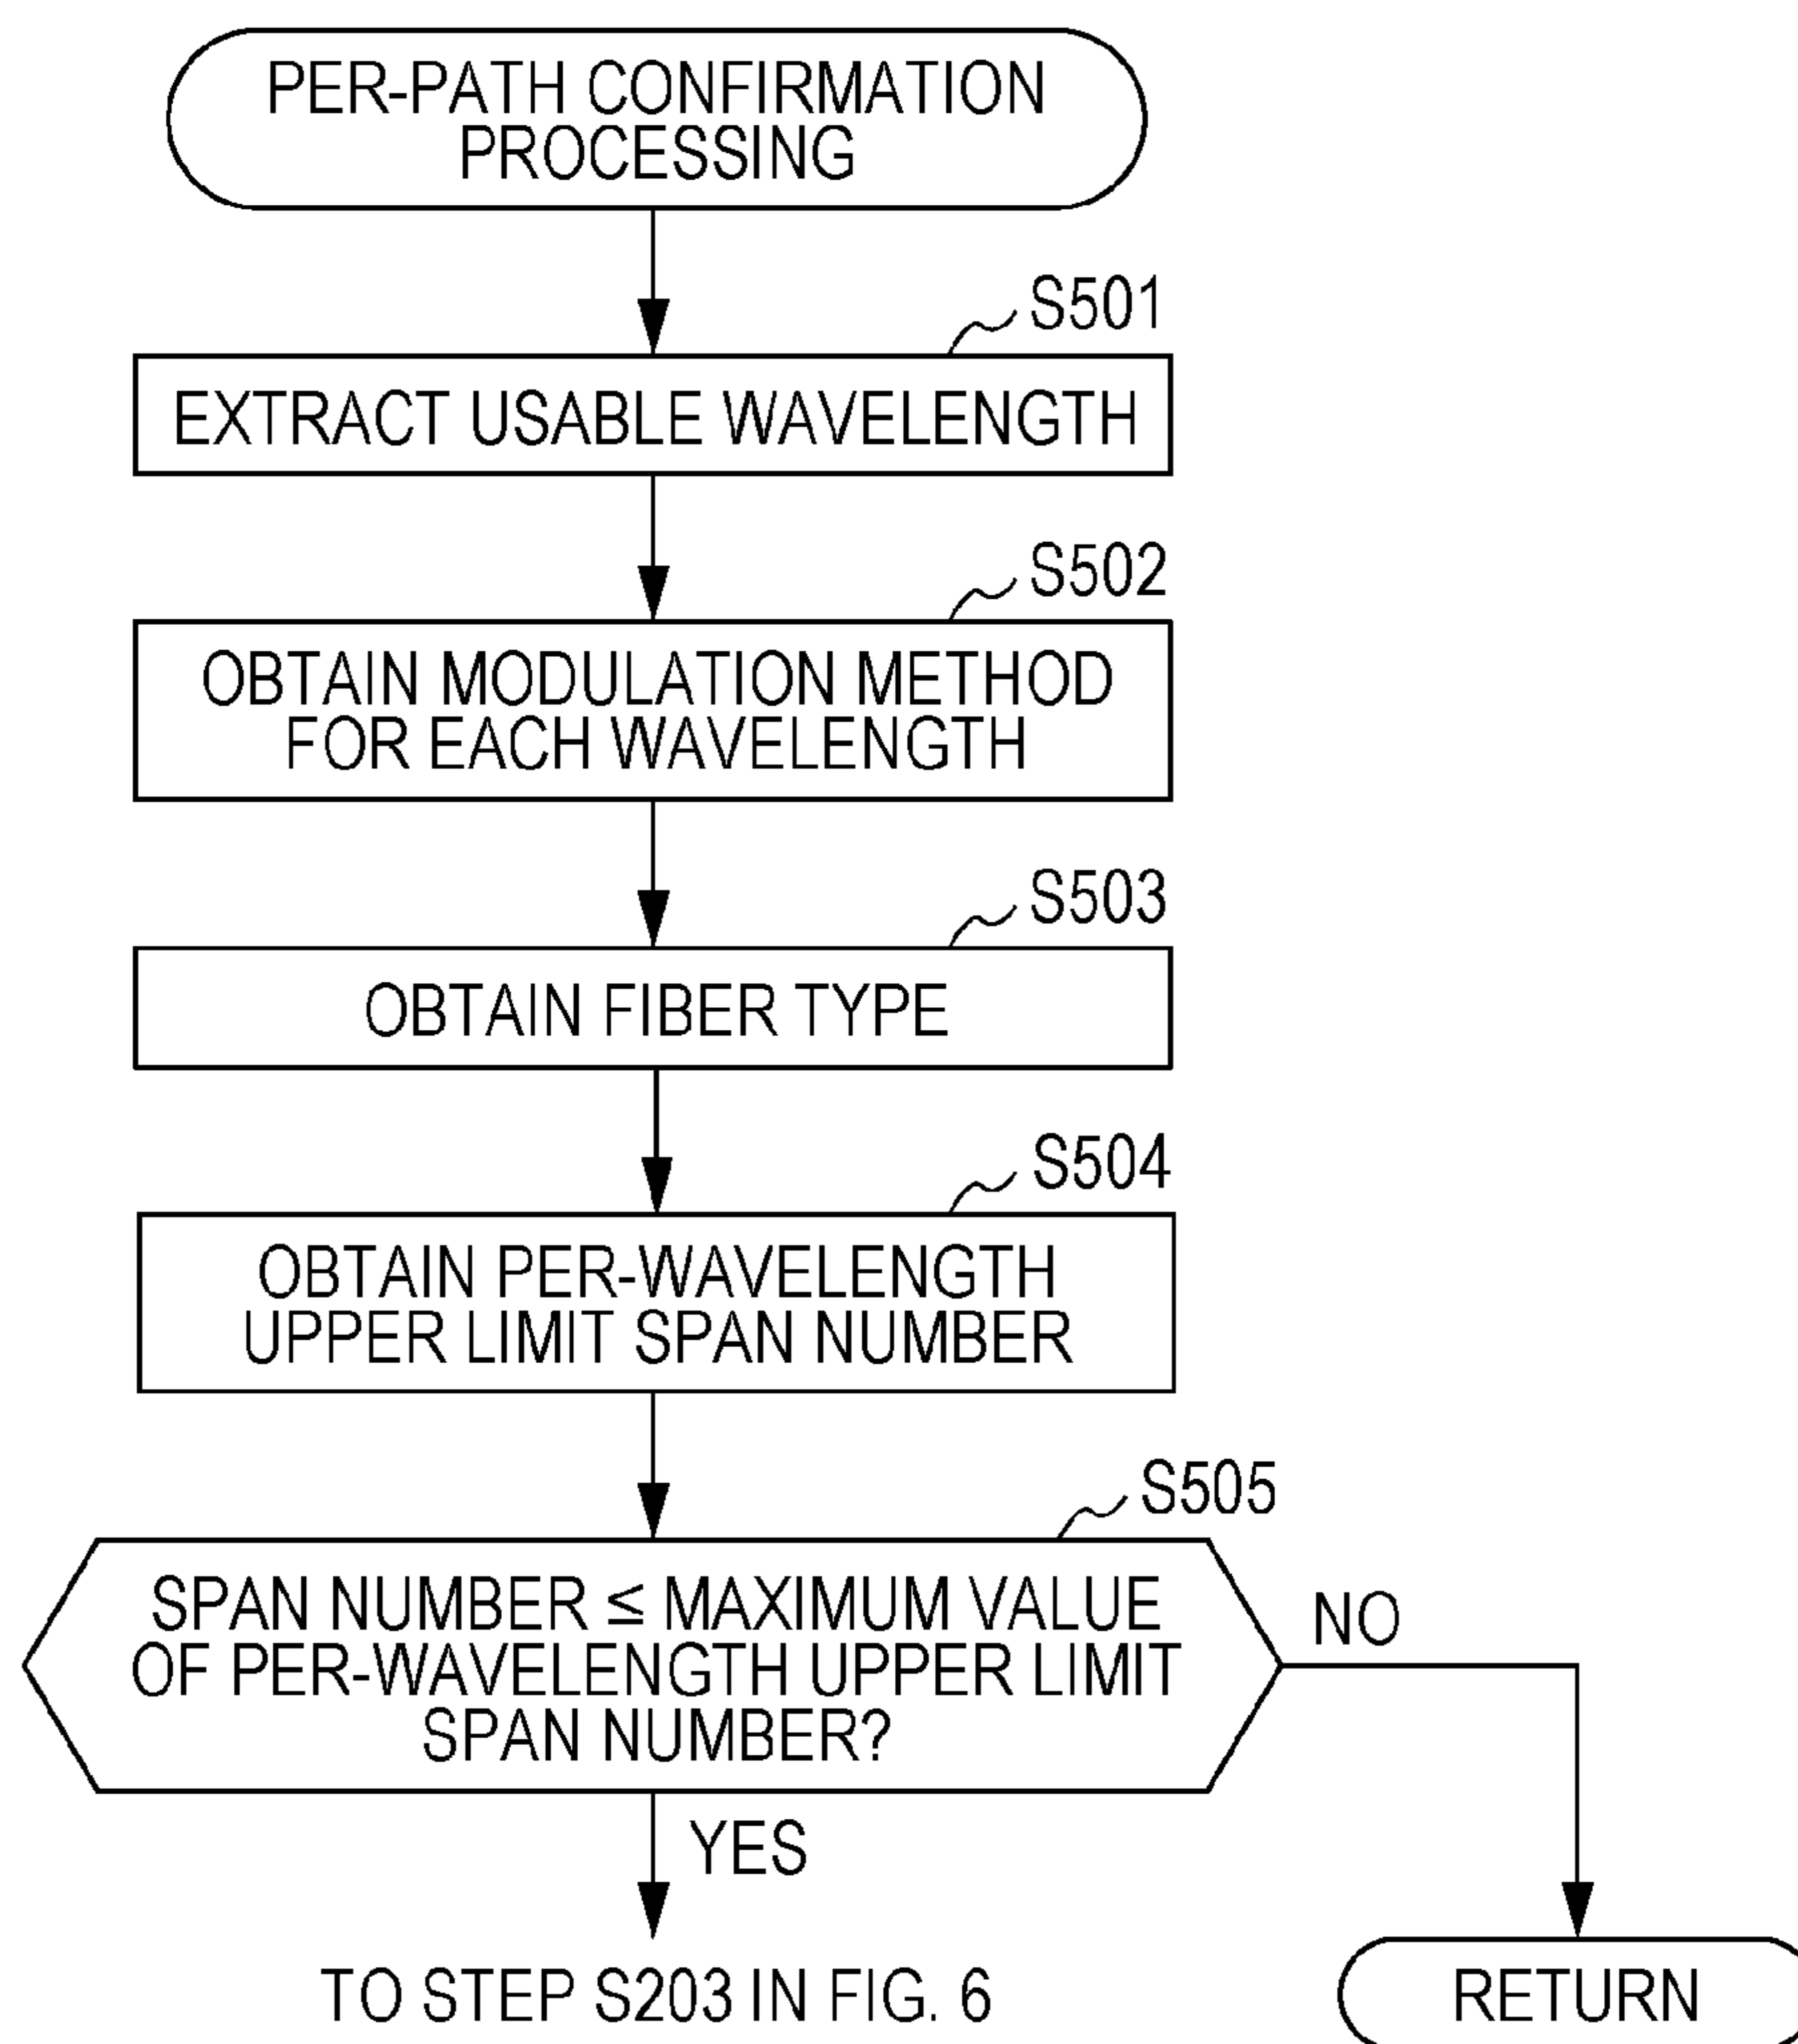 PER-PATH CONFIRMATION
PROCESSING
S501
EXTRACT USABLE WAVELENGTH
S502
OBTAIN MODULATION METHOD
FOR EACH WAVELENGTH
S503
OBTAIN FIBER TYPE
S504
OBTAIN PER-WAVELENGTH
UPPER LIMIT SPAN NUMBER
S505
SPAN NUMBER ≤ MAXIMUM VALUE
OF PER-WAVELENGTH UPPER LIMIT
SPAN NUMBER?
NO
YES
TO STEP S203 IN FIG. 6
RETURN